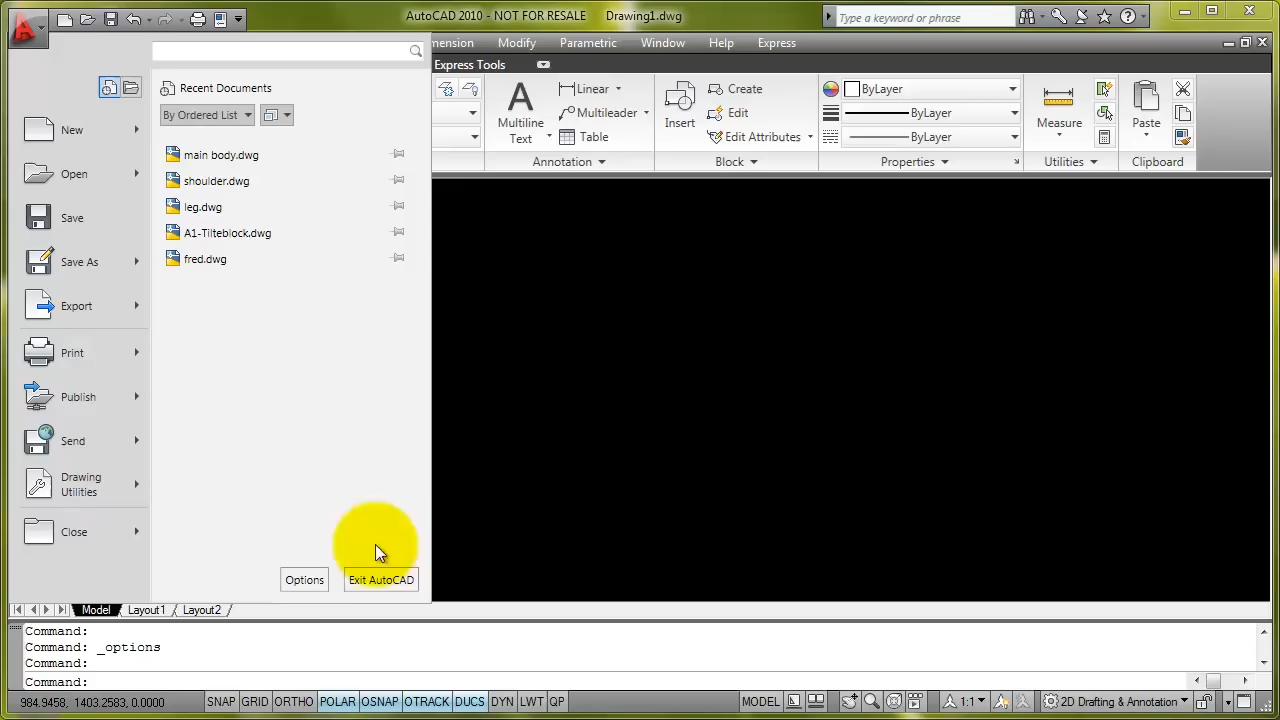 AutoCAD 2010 - NOT FOR RESALE Drawing1.dwg
Type a keyword or phrase
mension Modify Parametric Window Help Express
Express Tools
Recent Documents
By Ordered List
main body.dwg
shoulder.dwg
leg.dwg
A1-Tilteblock.dwg
fred.dwg
New
Open
Save
Save As
Export
Print
Publish
Send
Drawing
Utilities
Close
Options
Exit AutoCAD
Multiline
Text
Linear
Multileader
Table
Annotation
Insert
Create
Edit
Edit Attributes
Block
ByLayer
ByLayer
ByLayer
Properties
Measure
Utilities
Paste
Clipboard
Model Layout1 Layout2
Command:
Command: _options
Command:
Command:
984.9458, 1403.2583, 0.0000 SNAP GRID ORTHO POLAR OSNAP OTRACK DUCS DYN LWT QP MODEL 1:1 2D Drafting & Annotation